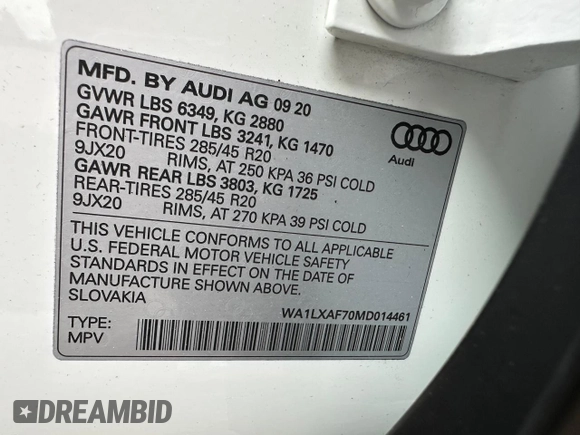 MFD. BY AUDI AG 09 20
GVWR LBS 6349, KG 2880
GAWR FRONT LBS 3241, KG 1470
FRONT-TIRES 285/45 R20
9JX20 RIMS, AT 250 KPA 36 PSI COLD
GAWR REAR LBS 3803, KG 1725
REAR-TIRES 285/45 R20
9JX20 RIMS, AT 270 KPA 39 PSI COLD
Audi
THIS VEHICLE CONFORMS TO ALL APPLICABLE
U.S. FEDERAL MOTOR VEHICLE SAFETY
STANDARDS IN EFFECT ON THE DATE OF
MANUFACTURE SHOWN ABOVE.
SLOVAKIA
WA1LXAF70MD014461
TYPE:
MPV
DREAMBID